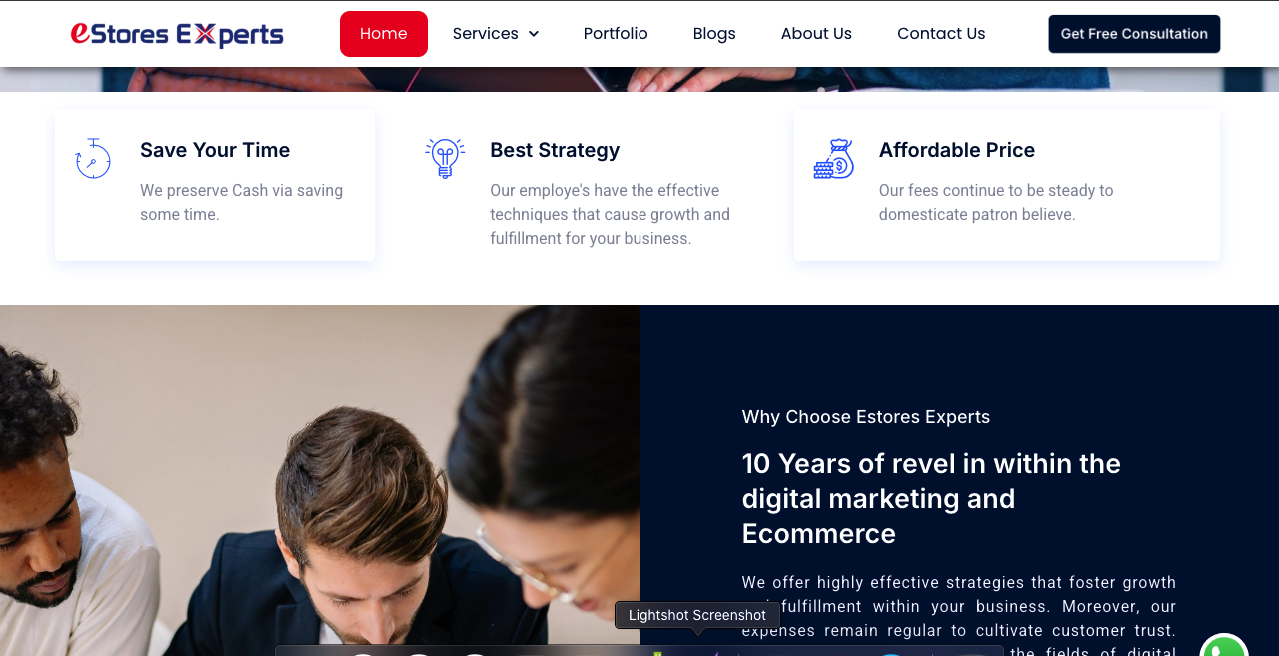 eStores EXperts
Home
Services
Portfolio
Blogs
About Us
Contact Us
Get Free Consultation
Save Your Time
We preserve Cash via saving
some time.
Best Strategy
Our employe's have the effective
techniques that cause growth and
fulfillment for your business.
Affordable Price
Our fees continue to be steady to
domesticate patron believe.
Why Choose Estores Experts
10 Years of revel in within the
digital marketing and
Ecommerce
We offer highly effective strategies that foster growth
fulfillment within your business. Moreover, our
expenses remain regular to cultivate customer trust.
the fields of digital
Lightshot Screenshot